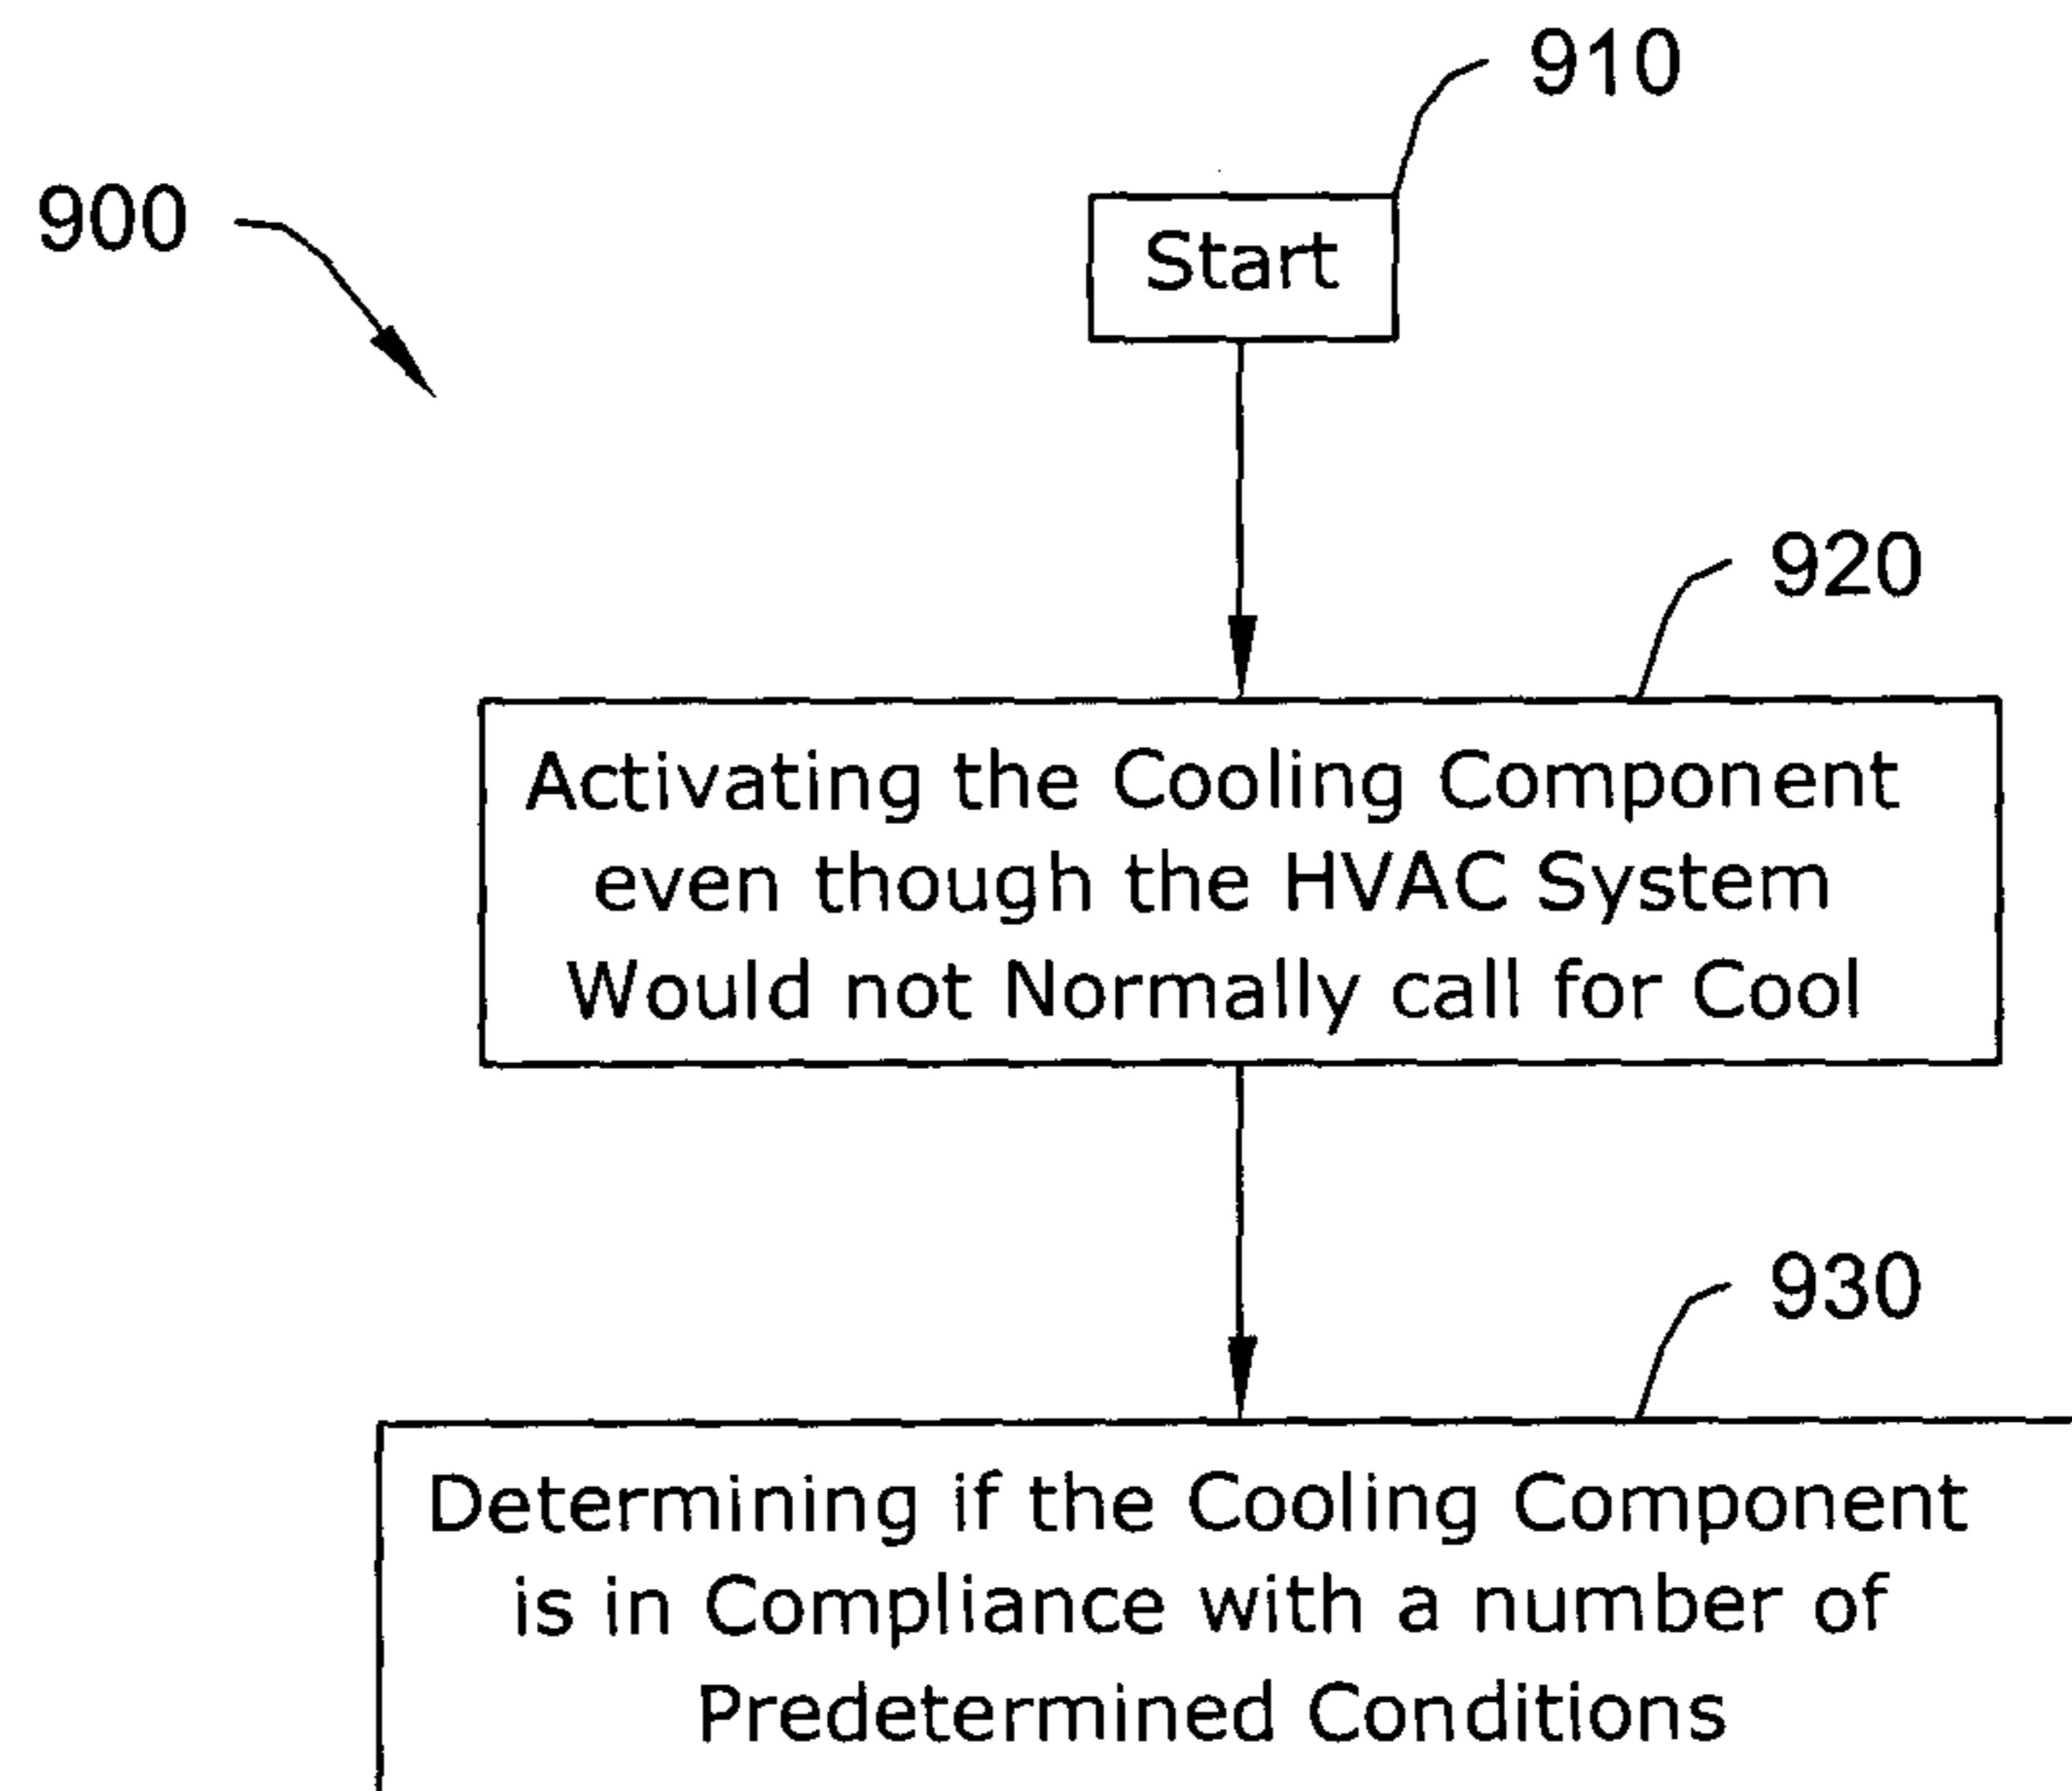 910
900
Start
920
Activating the Cooling Component
even though the HVAC System
Would not Normally call for Cool
930
Determining if the Cooling Component
is in Compliance with a number of
Predetermined Conditions